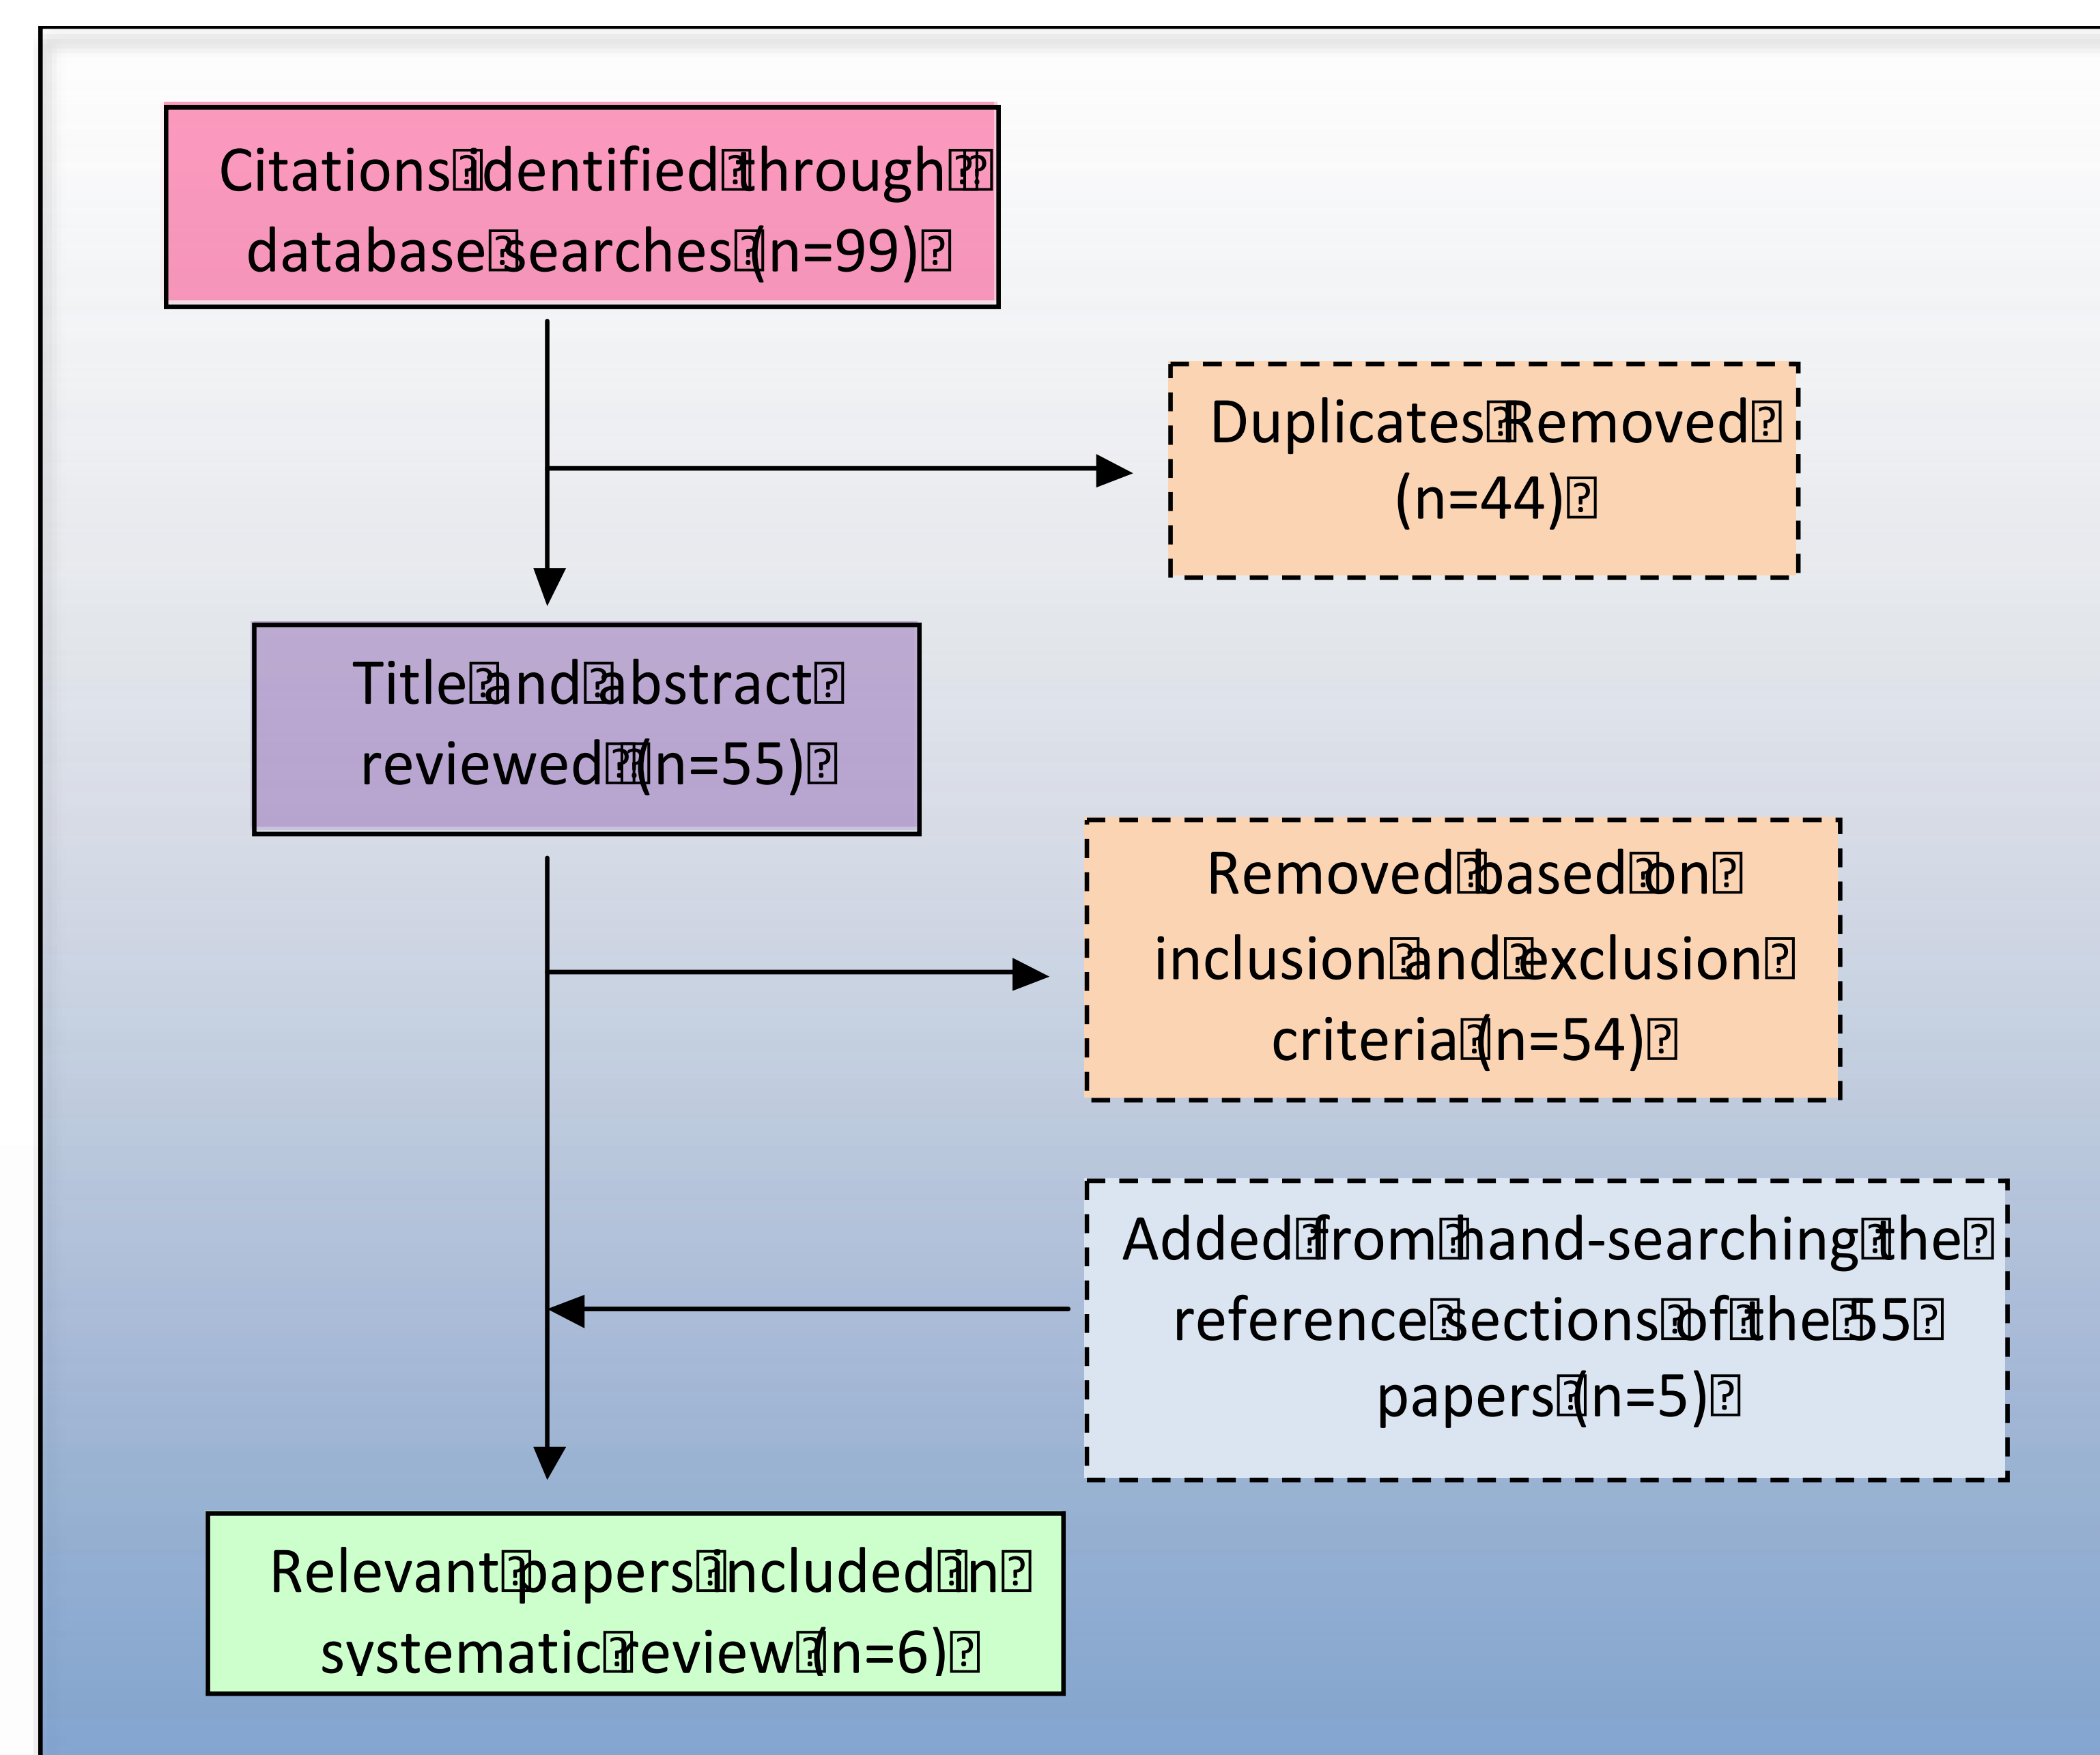 Citations identified through
database searches (n=99)
Duplicates Removed
(n=44)
Title and abstract
reviewed (n=55)
Removed based on
inclusion and exclusion
criteria (n=54)
Added from hand-searching the
reference sections of the 55
papers (n=5)
Relevant papers included in
systematic review (n=6)